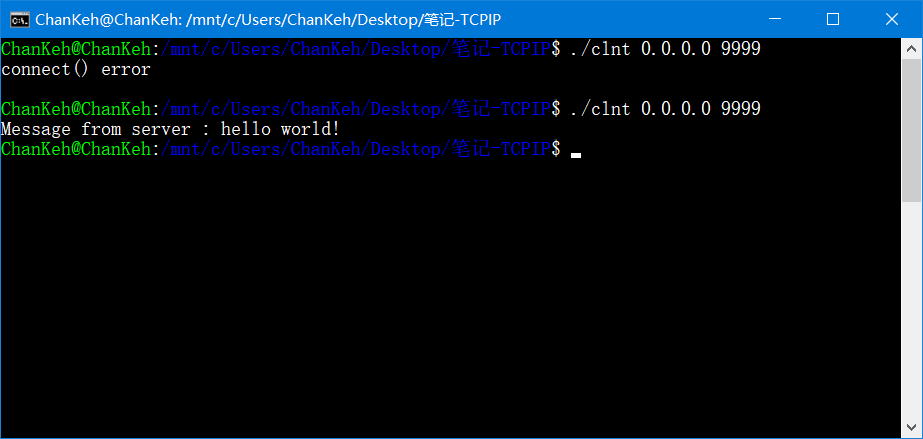 ChanKeh@ChanKeh: /mnt/c/Users/ChanKeh/Desktop/笔记-TCPIP
ChanKeh@ChanKeh:/mnt/c/Users/ChanKeh/Desktop/笔记-TCPIP$ ./clnt 0.0.0.0 9999
connect() error
ChanKeh@ChanKeh:/mnt/c/Users/ChanKeh/Desktop/笔记-TCPIP$ ./clnt 0.0.0.0 9999
Message from server : hello world!
ChanKeh@ChanKeh:/mnt/c/Users/ChanKeh/Desktop/笔记-TCPIP$